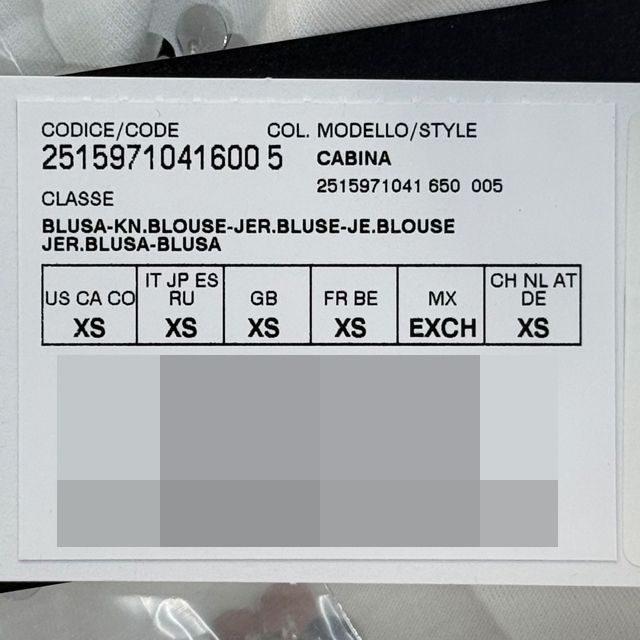 CODICE/CODE COL. MODELLO/STYLE
2515971041600 5 CABINA
2515971041 650 005
CLASSE
BLUSA-KN.BLOUSE-JER.BLUSE-JE.BLOUSE
JER.BLUSA-BLUSA
US CA CO IT JP ES RU GB FR BE MX CH NL AT DE
XS XS XS XS EXCH XS